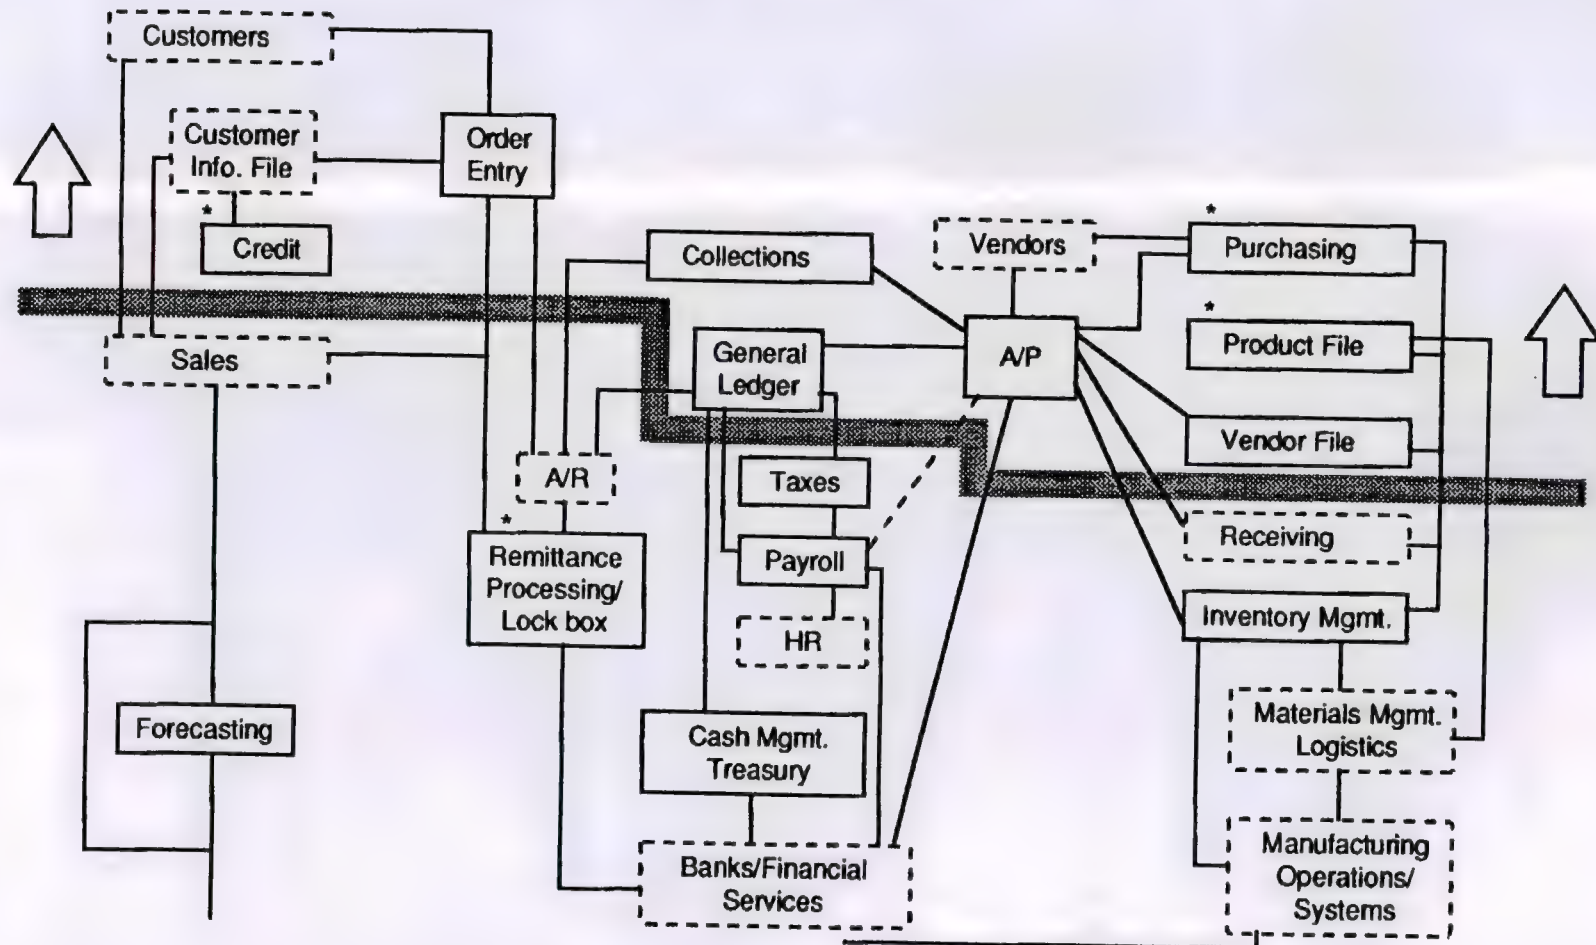 Customers
Customer
Info. File
*
Credit
Order
Entry
Sales
Collections
Vendors
*
Purchasing
General
Ledger
A/P
*
Product File
Vendor File
A/R
Taxes
*
Remittance
Processing/
Lock box
Payroll
HR
Receiving
Inventory Mgmt.
Forecasting
Cash Mgmt.
Treasury
Materials Mgmt.
Logistics
Banks/Financial
Services
Manufacturing
Operations/
Systems